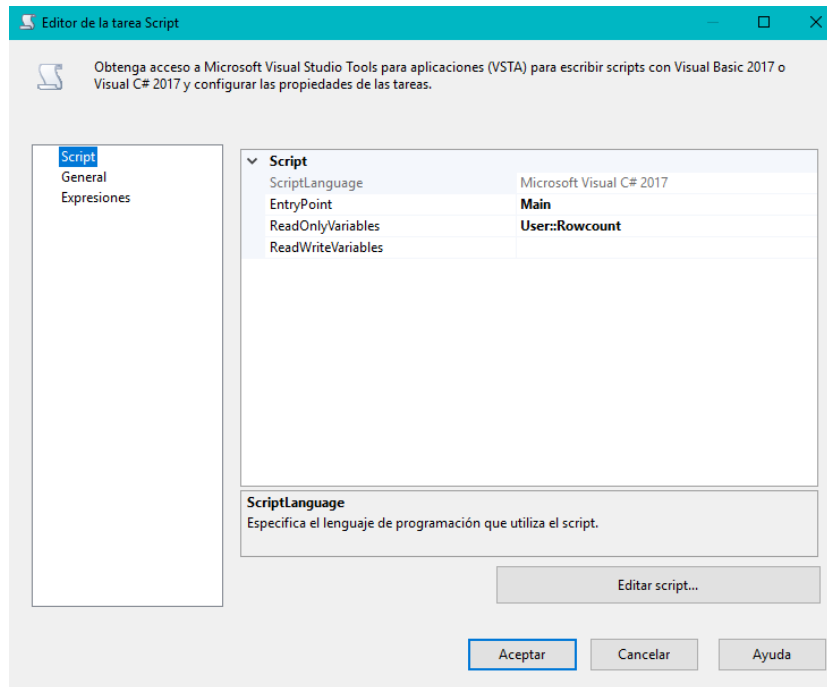 Editor de la tarea Script
Obtenga acceso a Microsoft Visual Studio Tools para aplicaciones (VSTA) para escribir scripts con Visual Basic 2017 o
Visual C# 2017 y configurar las propiedades de las tareas.
Script
General
Expresiones
Script
ScriptLanguage Microsoft Visual C# 2017
EntryPoint Main
ReadOnlyVariables User::Rowcount
ReadWriteVariables
ScriptLanguage
Especifica el lenguaje de programación que utiliza el script.
Editar script...
Aceptar Cancelar Ayuda